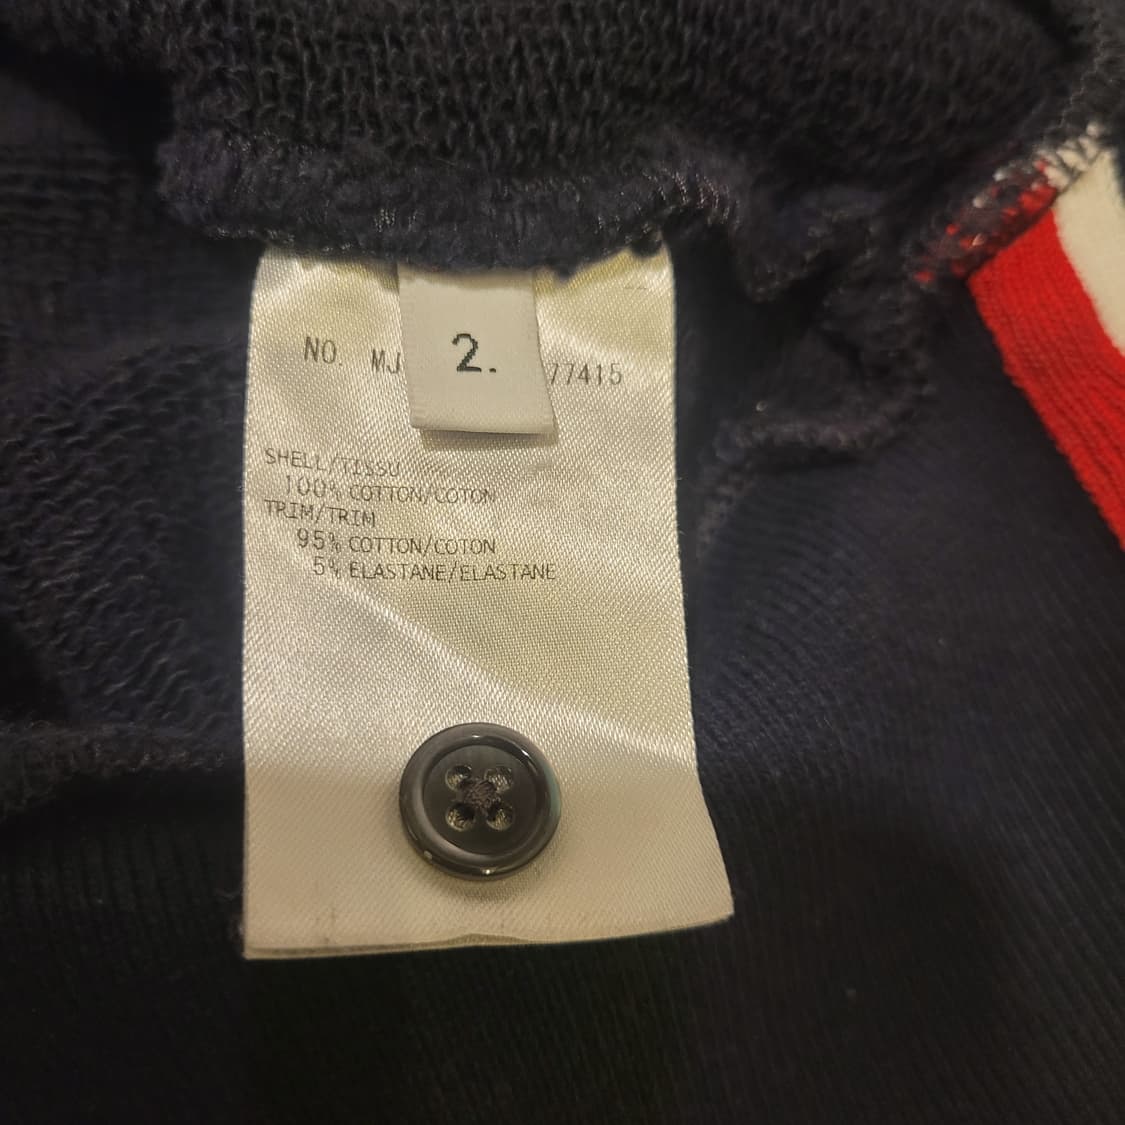 2.
NO. MJ 77415
SHELL/TISSU
100% COTTON/COTON
TRIM/TRIM
95% COTTON/COTON
5% ELASTANE/ELASTANE